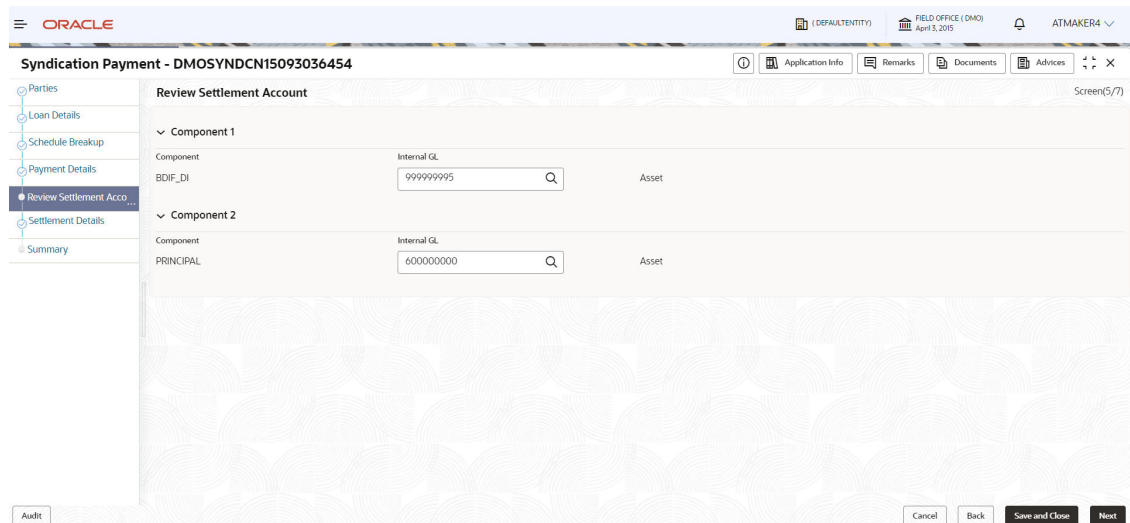 ORACLE
( DEFAULTENTITY)
FIELD OFFICE ( DMO)
April 3, 2015
ATMAKER4
Syndication Payment - DMOSYNDCN15093036454
Application Info
Remarks
Documents
Advices
Parties
Loan Details
Schedule Breakup
Payment Details
Review Settlement Acco ...
Settlement Details
Summary
Review Settlement Account
Screen(5/7)
Component 1
Component Internal GL
BDIF_DI 999999995 Asset
Component 2
Component Internal GL
PRINCIPAL 600000000 Asset
Audit
Cancel
Back
Save and Close
Next